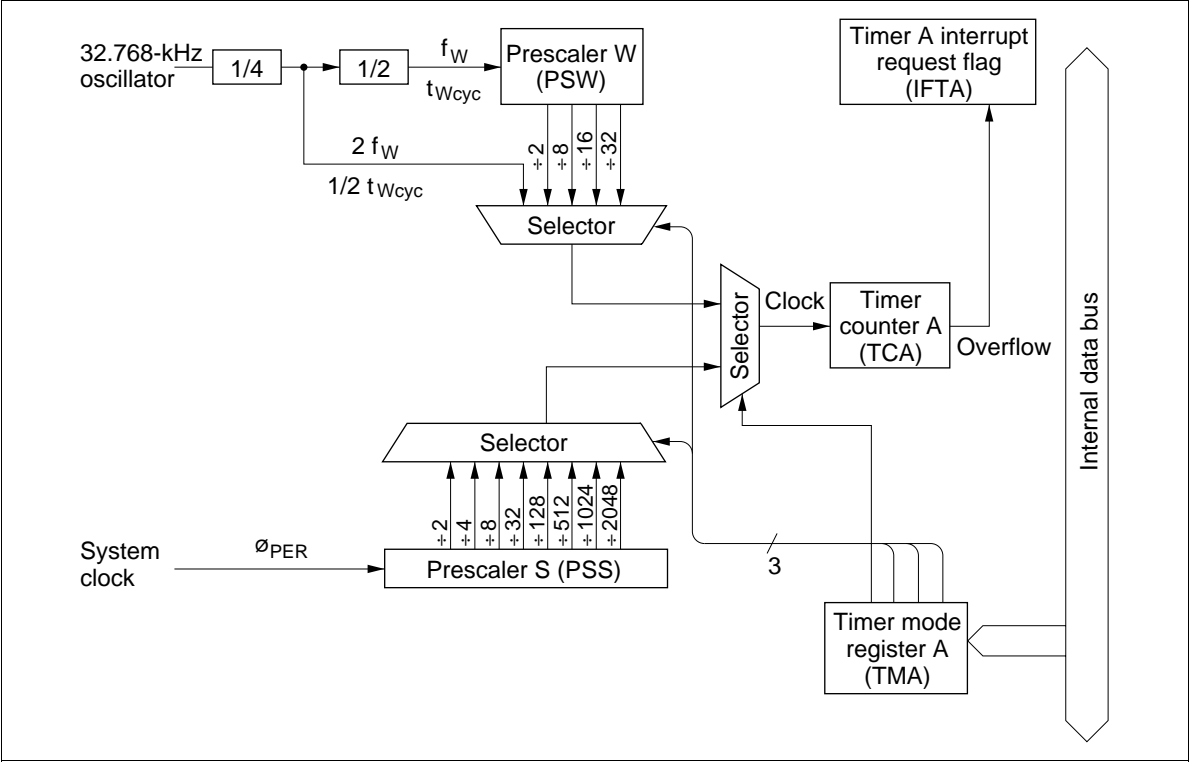 32.768-kHz
oscillator
1/4
1/2
fW
tWcyc
Prescaler W
(PSW)
Timer A interrupt
request flag
(IFTA)
2 fW
1/2 tWcyc
÷2
÷8
÷16
÷32
Selector
Selector
Clock
Timer
counter A
(TCA)
Overflow
Internal data bus
Selector
÷2
÷4
÷8
÷32
÷128
÷512
÷1024
÷2048
System
clock
øPER
Prescaler S (PSS)
3
Timer mode
register A
(TMA)